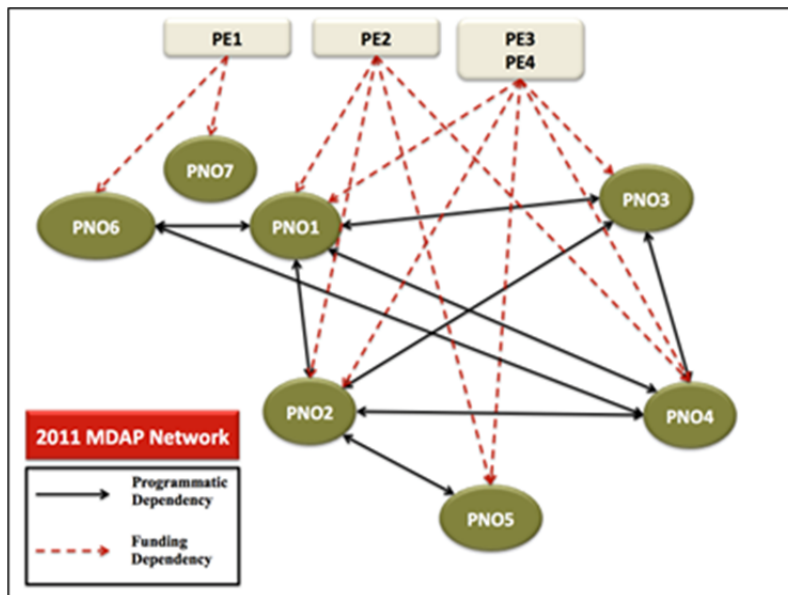 PE1
PE2
PE3
PE4
PNO7
PNO6
PNO1
PNO3
PNO2
PNO4
PNO5
2011 MDAP Network
Programmatic
Dependency
Funding
Dependency